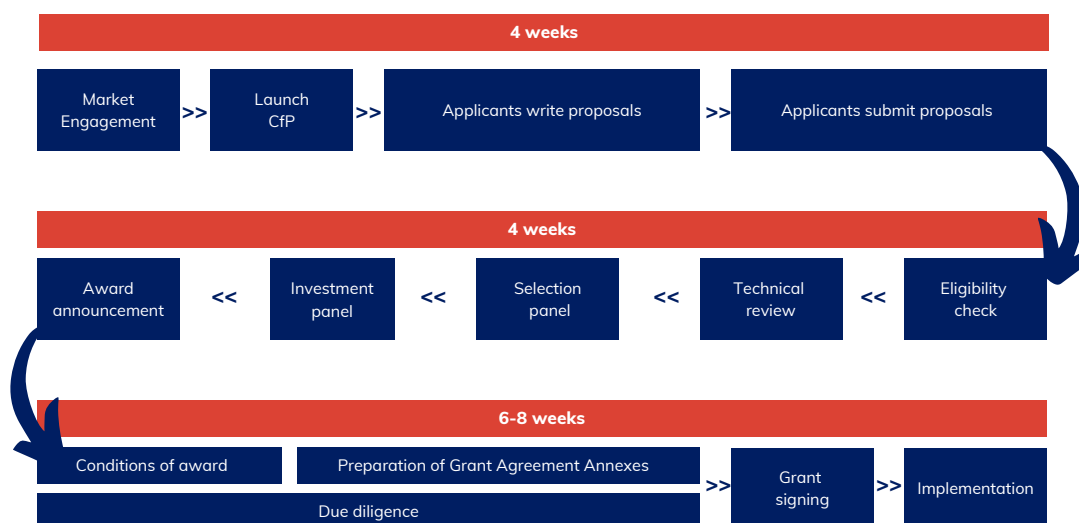 4 weeks
Market
Engagement
>>
Launch
CfP
>>
Applicants write proposals
>>
Applicants submit proposals
4 weeks
Award
announcement
<<
Investment
panel
<<
Selection
panel
<<
Technical
review
<<
Eligibility
check
6-8 weeks
Conditions of award
Preparation of Grant Agreement Annexes
Due diligence
>>
Grant
signing
>>
Implementation